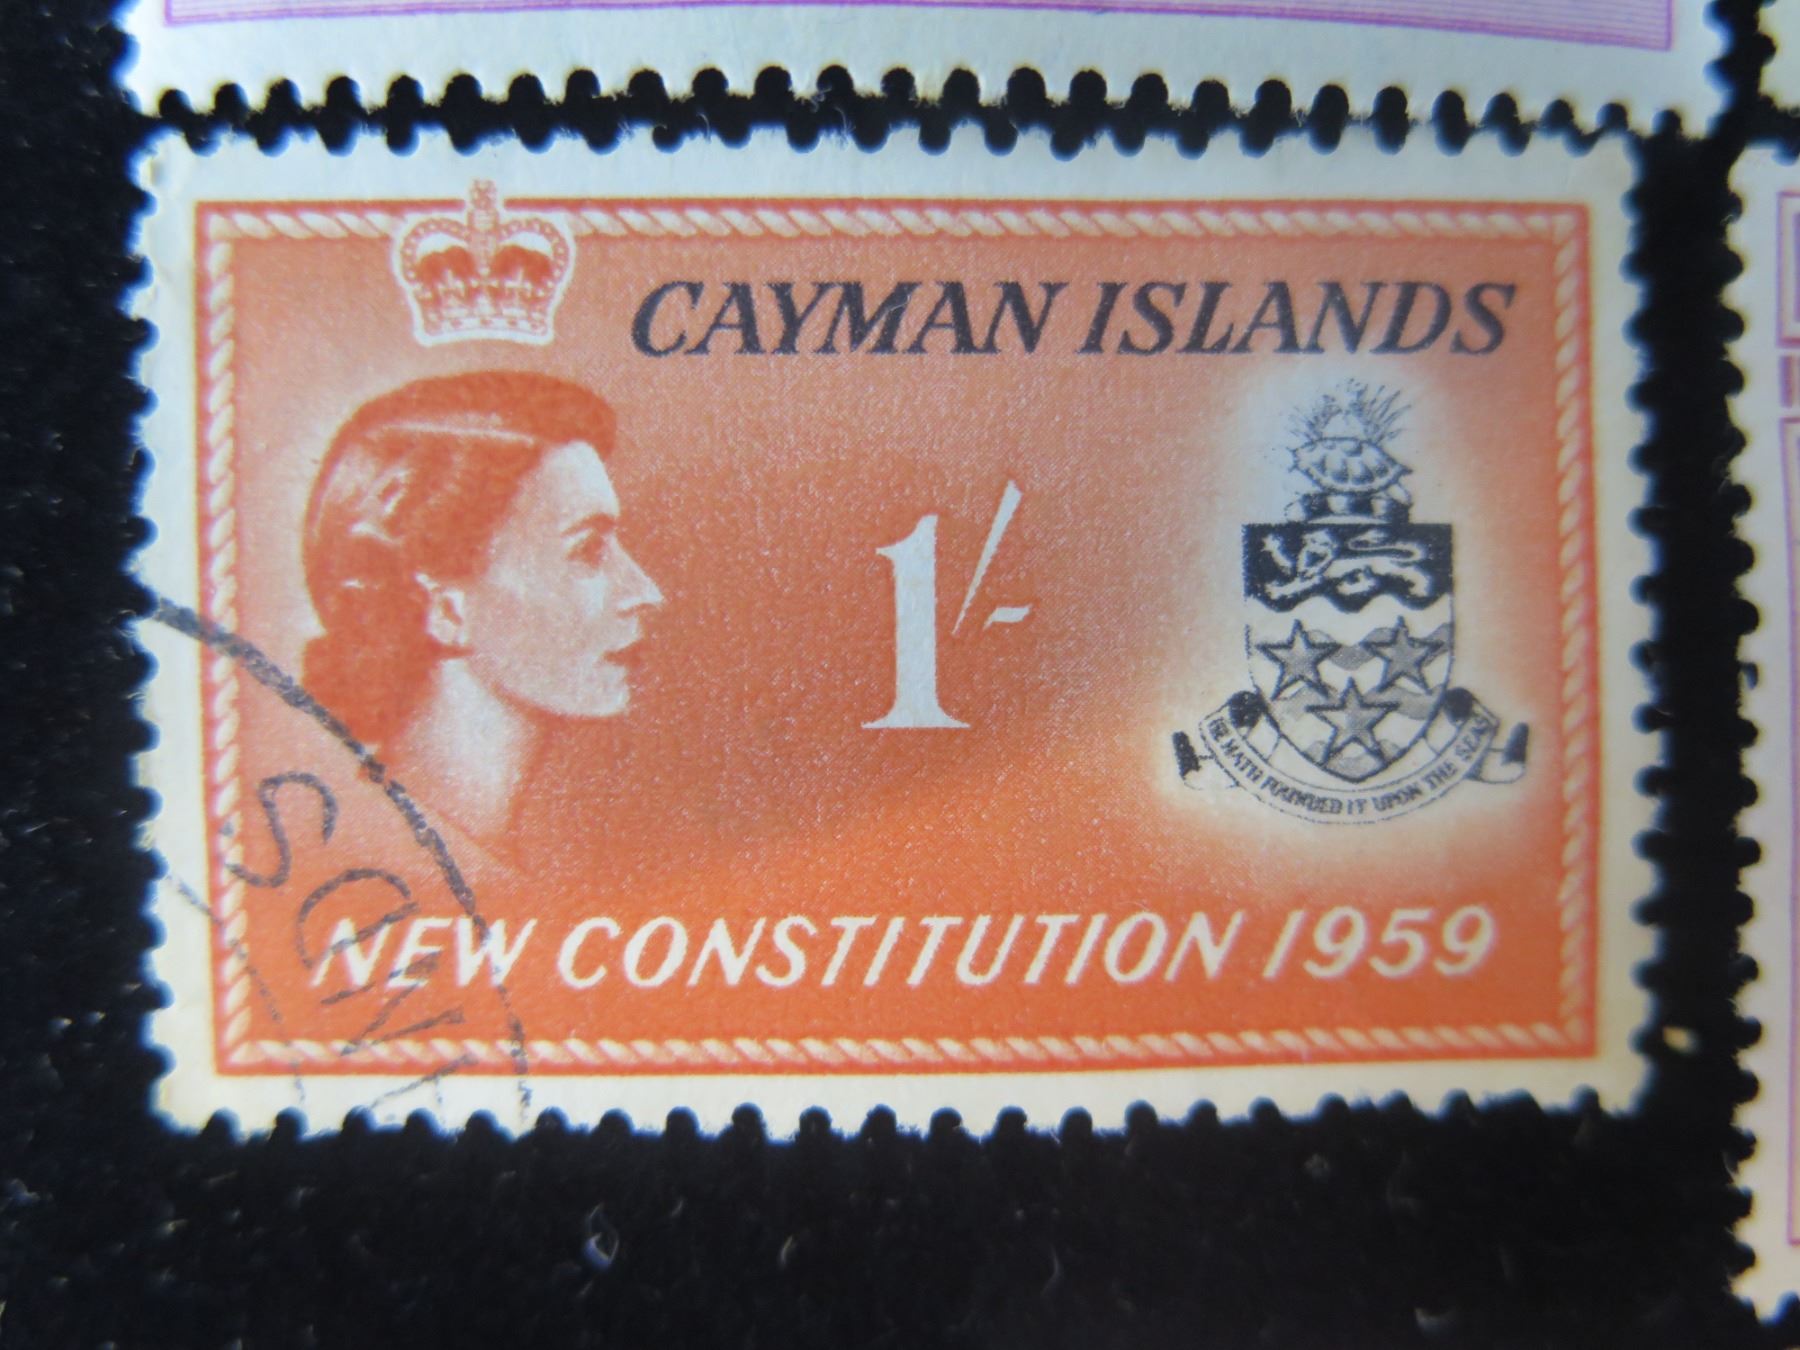 CAYMAN ISLANDS
1/-
HE HATH FOUNDED IT UPON THE SEAS
NEW CONSTITUTION 1959